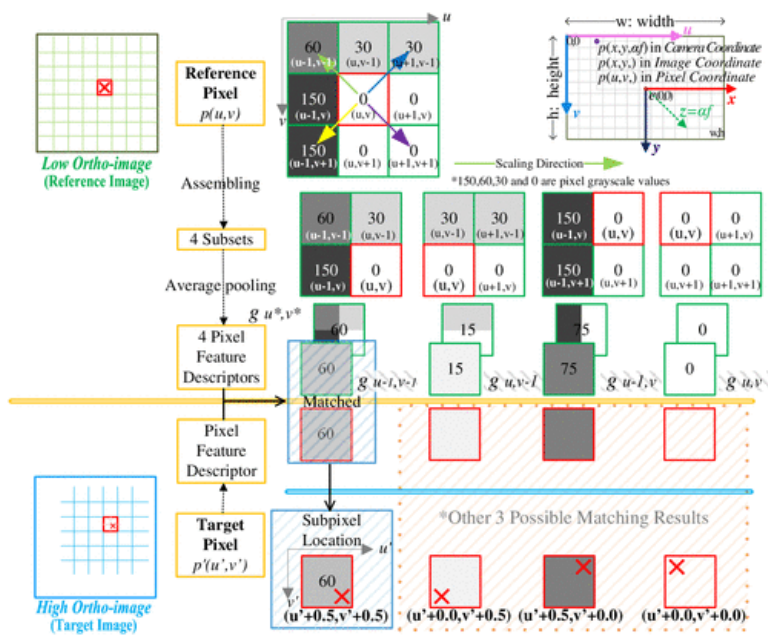 u
60
(u-1,v-1)
30
(u,v-1)
30
(u+1,v-1)
150
(u-1,v)
0
(u,v)
0
(u+1,v)
150
(u-1,v+1)
0
(u,v+1)
0
(u+1,v+1)
v
w: width
h: height
0,0
u
p(x,y,αf) in Camera Coordinate
p(x,y,) in Image Coordinate
p(u,v,) in Pixel Coordinate
v
x
z=αf
y
w,h
Reference
Pixel
p(u,v)
Low Ortho-image
(Reference Image)
Scaling Direction
*150,60,30 and 0 are pixel grayscale values
Assembling
4 Subsets
60
(u-1,v-1)
30
(u,v-1)
150
(u-1,v)
0
(u,v)
30
(u,v-1)
30
(u+1,v-1)
0
(u,v)
0
(u+1,v)
150
(u-1,v)
0
(u,v)
150
(u-1,v+1)
0
(u,v+1)
0
(u,v)
0
(u+1,v)
0
(u,v+1)
0
(u+1,v+1)
Average pooling
g u*,v*
60
15
75
0
4 Pixel
Feature
Descriptors
60
g u-1,v-1
15
g u,v-1
75
g u-1,v
0
g u,v
Matched
60
Pixel
Feature
Descriptor
Target
Pixel
p'(u',v')
High Ortho-image
(Target Image)
Subpixel
Location
u'
v'
60
*Other 3 Possible Matching Results
(u'+0.5,v'+0.5)
(u'+0.0,v'+0.5)
(u'+0.5,v'+0.0)
(u'+0.0,v'+0.0)